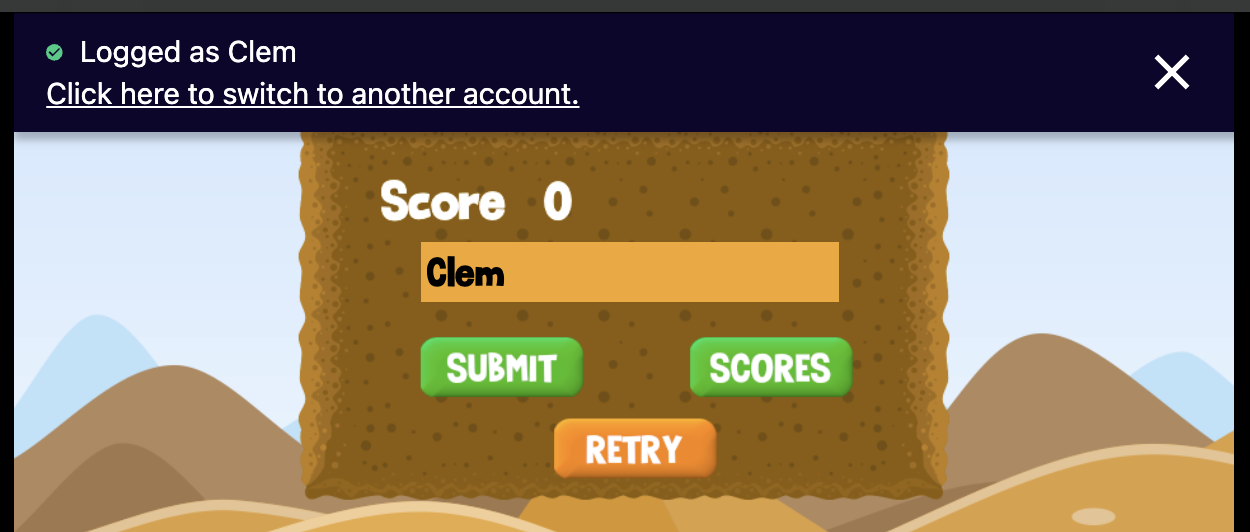 Logged as Clem
Click here to switch to another account.
Score 0
Clem
SUBMIT
SCORES
RETRY